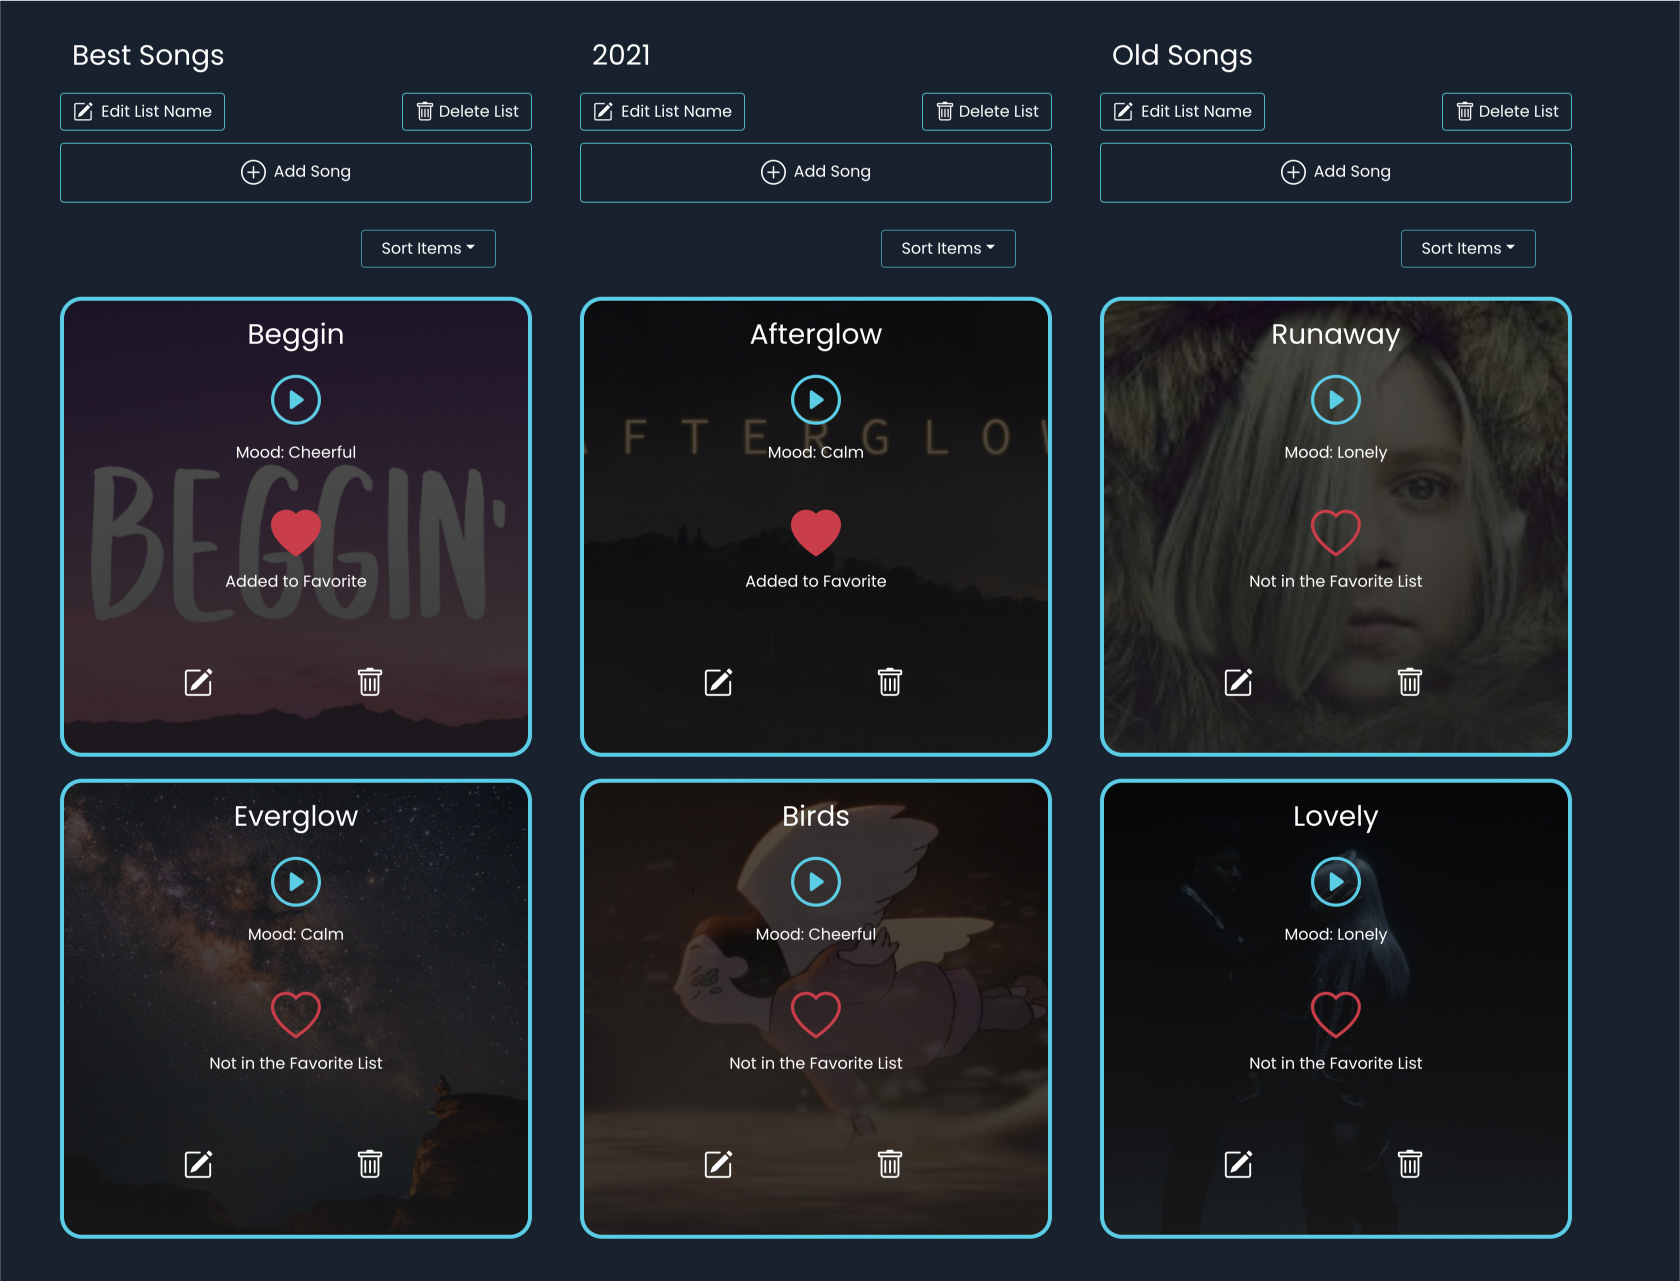 Best Songs
Edit List Name
Delete List
Add Song
Sort Items
Beggin
Mood: Cheerful
BEGGIN'
Added to Favorite
Everglow
Mood: Calm
Not in the Favorite List
2021
Edit List Name
Delete List
Add Song
Sort Items
Afterglow
AFTERGLOW
Mood: Calm
Added to Favorite
Birds
Mood: Cheerful
Not in the Favorite List
Old Songs
Edit List Name
Delete List
Add Song
Sort Items
Runaway
Mood: Lonely
Not in the Favorite List
Lovely
Mood: Lonely
Not in the Favorite List